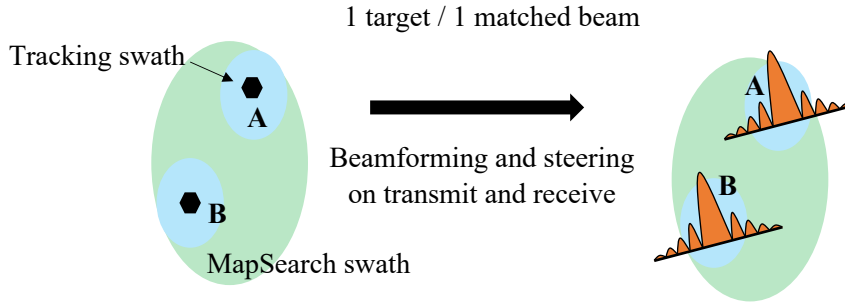 1 target / 1 matched beam
Tracking swath
A
B
MapSearch swath
Beamforming and steering
on transmit and receive
A
B